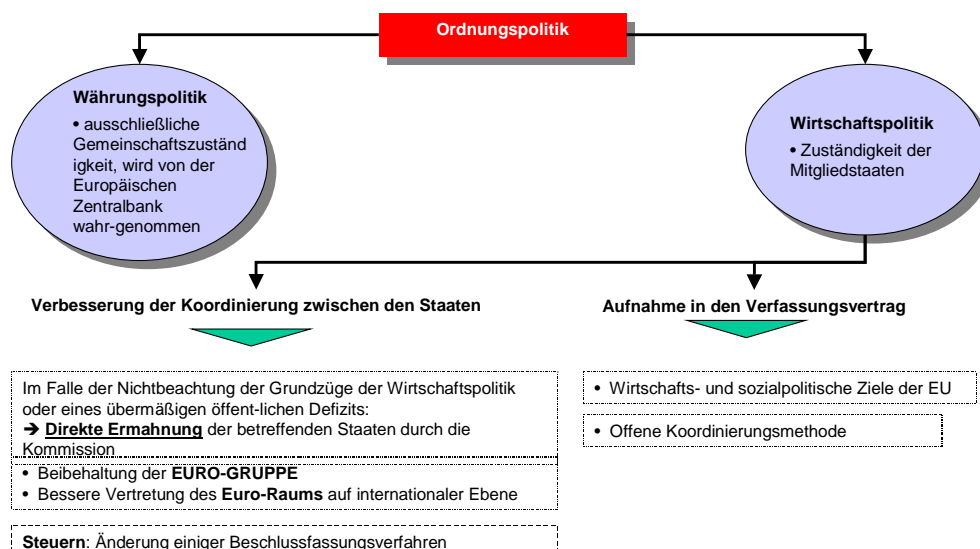 Ordnungspolitik
Währungspolitik
• ausschließliche
Gemeinschaftszuständ
igkeit, wird von der
Europäischen
Zentralbank
wahr-genommen
Wirtschaftspolitik
• Zuständigkeit der
Mitgliedstaaten
Verbesserung der Koordinierung zwischen den Staaten
Aufnahme in den Verfassungsvertrag
Im Falle der Nichtbeachtung der Grundzüge der Wirtschaftspolitik
oder eines übermäßigen öffent-lichen Defizits:
➔ Direkte Ermahnung der betreffenden Staaten durch die
Kommission
• Beibehaltung der EURO-GRUPPE
• Bessere Vertretung des Euro-Raums auf internationaler Ebene
Steuern: Änderung einiger Beschlussfassungsverfahren
• Wirtschafts- und sozialpolitische Ziele der EU
• Offene Koordinierungsmethode